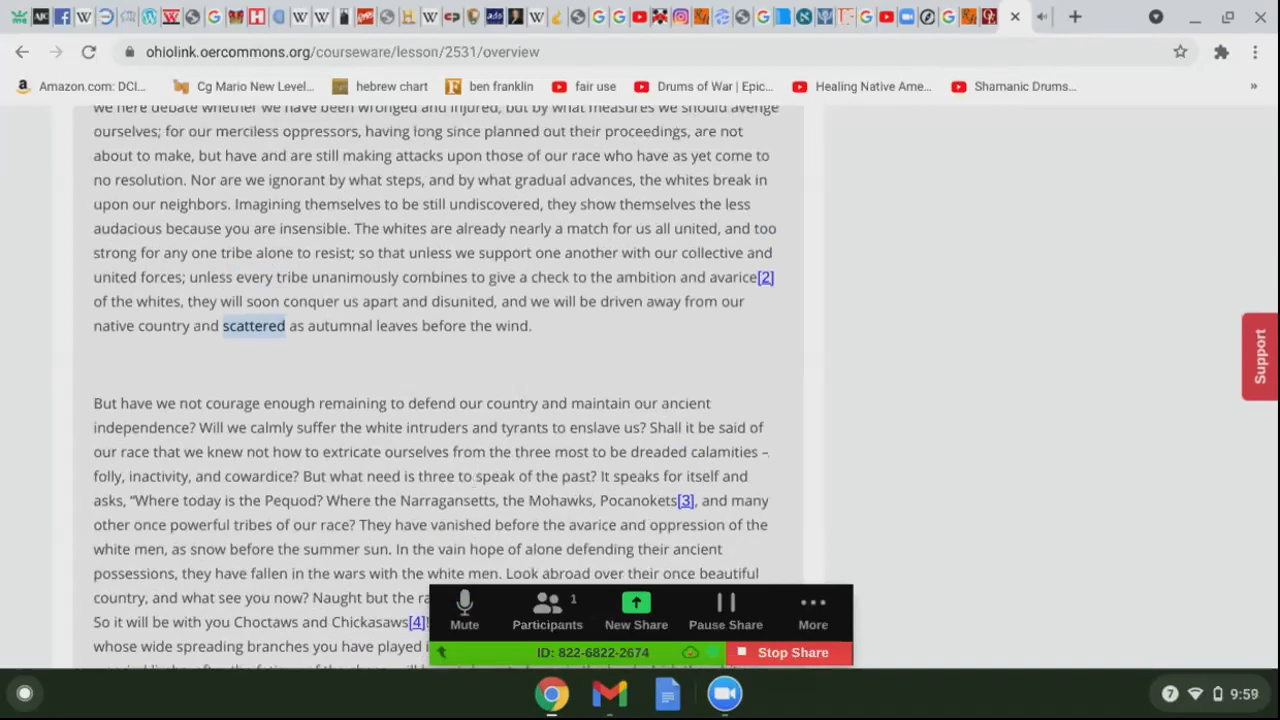 ohiolink.oercommons.org/courseware/lesson/2531/overview
Amazon.com: DCI... Cg Mario New Level... hebrew chart ben franklin fair use Drums of War | Epic... Healing Native Ame... Shamanic Drums... »
we here debate whether we have been wronged and injured, but by what measures we should avenge
ourselves; for our merciless oppressors, having long since planned out their proceedings, are not
about to make, but have and are still making attacks upon those of our race who have as yet come to
no resolution. Nor are we ignorant by what steps, and by what gradual advances, the whites break in
upon our neighbors. Imagining themselves to be still undiscovered, they show themselves the less
audacious because you are insensible. The whites are already nearly a match for us all united, and too
strong for any one tribe alone to resist; so that unless we support one another with our collective and
united forces; unless every tribe unanimously combines to give a check to the ambition and avarice[2]
of the whites, they will soon conquer us apart and disunited, and we will be driven away from our
native country and scattered as autumnal leaves before the wind.
Support
But have we not courage enough remaining to defend our country and maintain our ancient
independence? Will we calmly suffer the white intruders and tyrants to enslave us? Shall it be said of
our race that we knew not how to extricate ourselves from the three most to be dreaded calamities –
folly, inactivity, and cowardice? But what need is three to speak of the past? It speaks for itself and
asks, “Where today is the Pequod? Where the Narragansetts, the Mohawks, Pocanokets[3], and many
other once powerful tribes of our race? They have vanished before the avarice and oppression of the
white men, as snow before the summer sun. In the vain hope of alone defending their ancient
possessions, they have fallen in the wars with the white men. Look abroad over their once beautiful
country, and what see you now? Naught but the
So it will be with you Choctaws and Chickasaws[4]
whose wide spreading branches you have played
Mute Participants 1 New Share Pause Share More
ID: 822-6822-2674 Stop Share
7 9:59